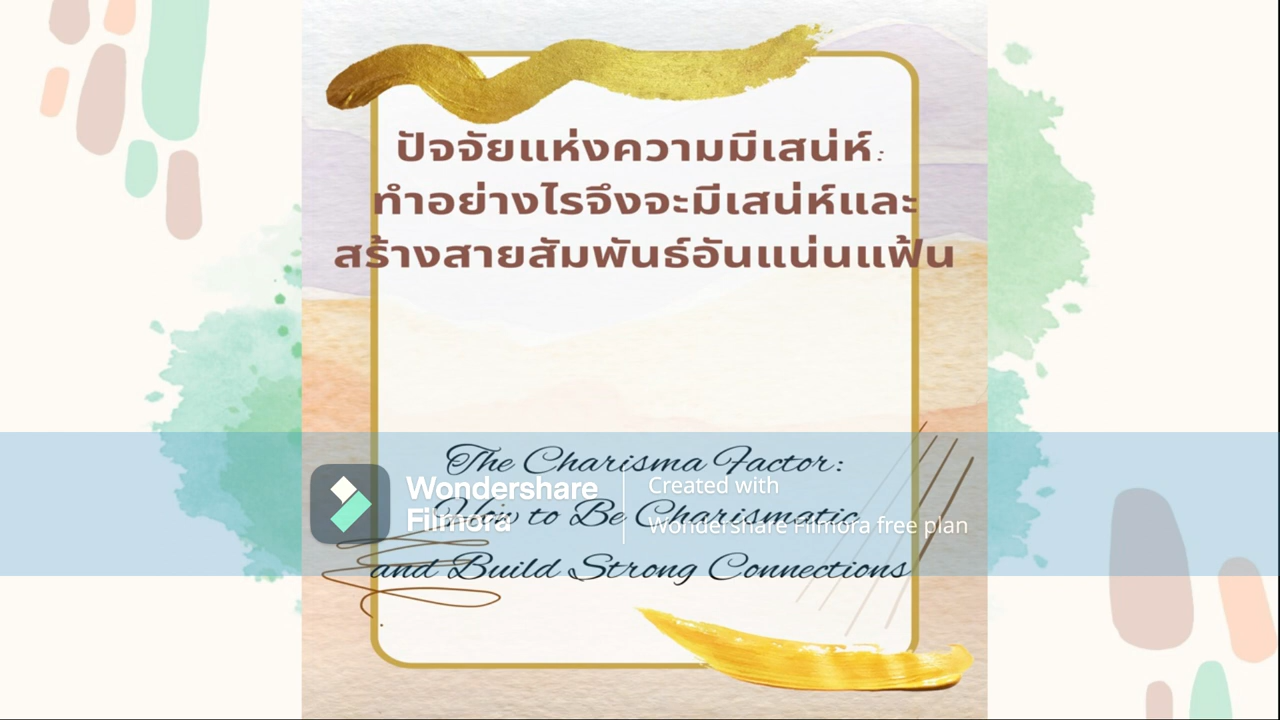 ปัจจัยแห่งความมีเสน่ห์:
ทำอย่างไรจึงจะมีเสน่ห์และ
สร้างสายสัมพันธ์อันแน่นแฟ้น
The Charisma Factor:
How to Be Charismatic
and Build Strong Connections
.
Wondershare
Filmora
Created with
Wondershare Filmora free plan